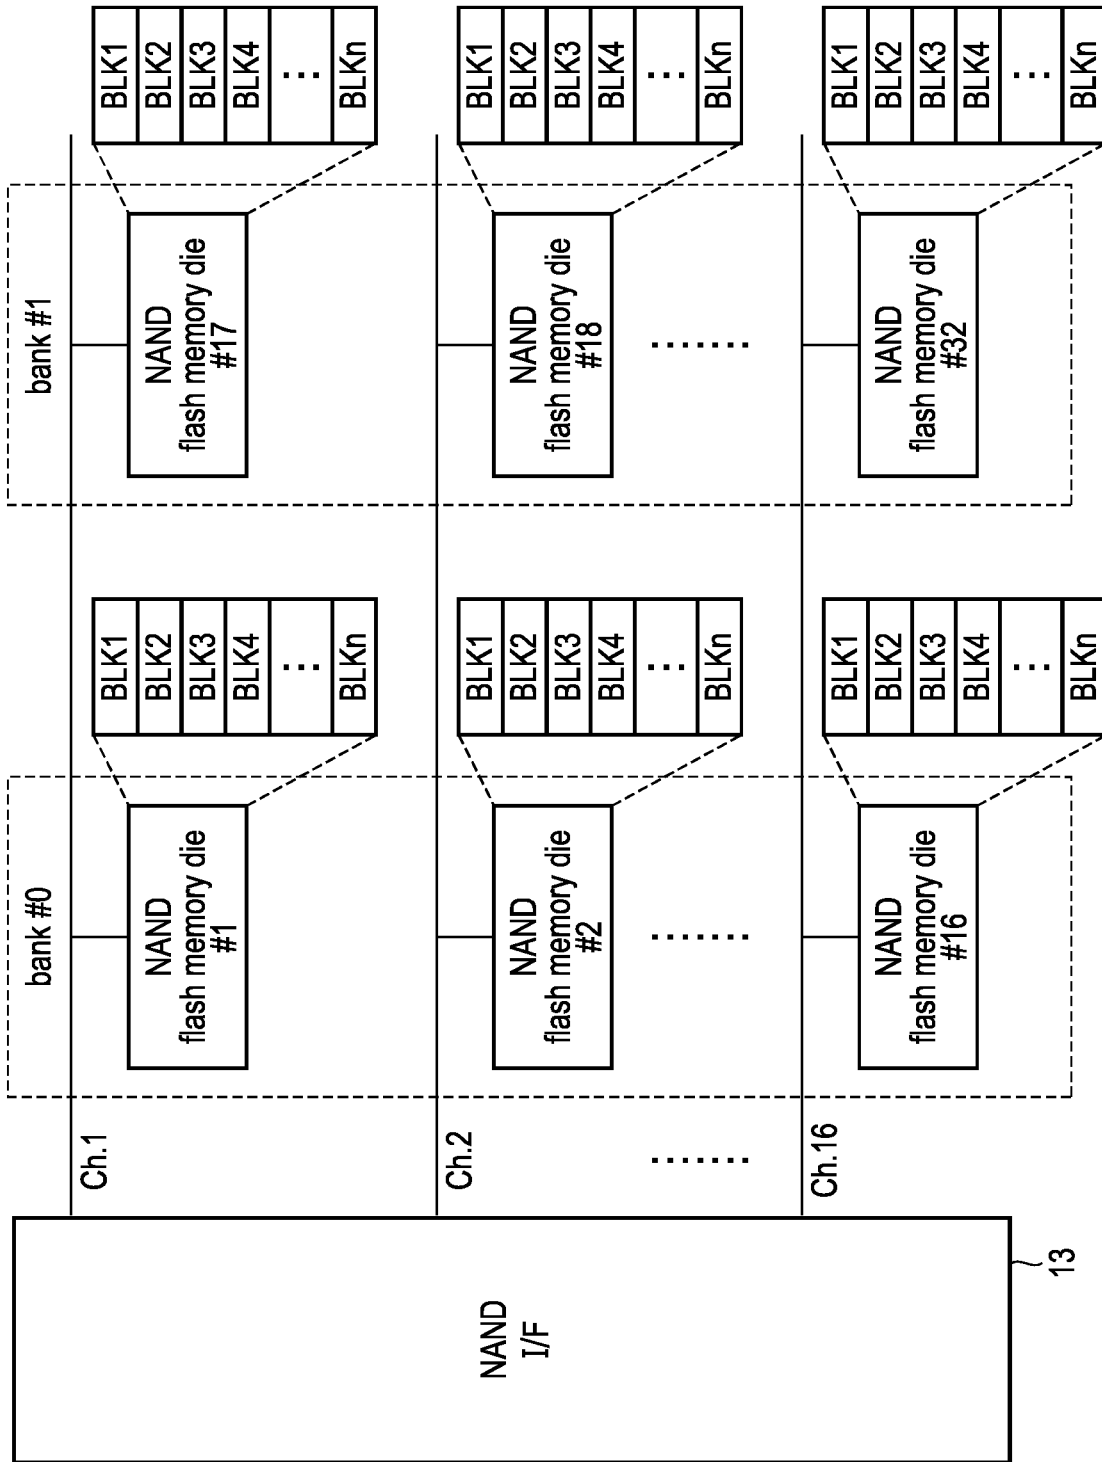 NAND
I/F
13
Ch.1
Ch.2
.......
Ch.16
bank #0
NAND
flash memory die
#1
BLK1
BLK2
BLK3
BLK4
...
BLKn
NAND
flash memory die
#2
BLK1
BLK2
BLK3
BLK4
...
BLKn
.......
NAND
flash memory die
#16
BLK1
BLK2
BLK3
BLK4
...
BLKn
bank #1
NAND
flash memory die
#17
BLK1
BLK2
BLK3
BLK4
...
BLKn
NAND
flash memory die
#18
BLK1
BLK2
BLK3
BLK4
...
BLKn
.......
NAND
flash memory die
#32
BLK1
BLK2
BLK3
BLK4
...
BLKn